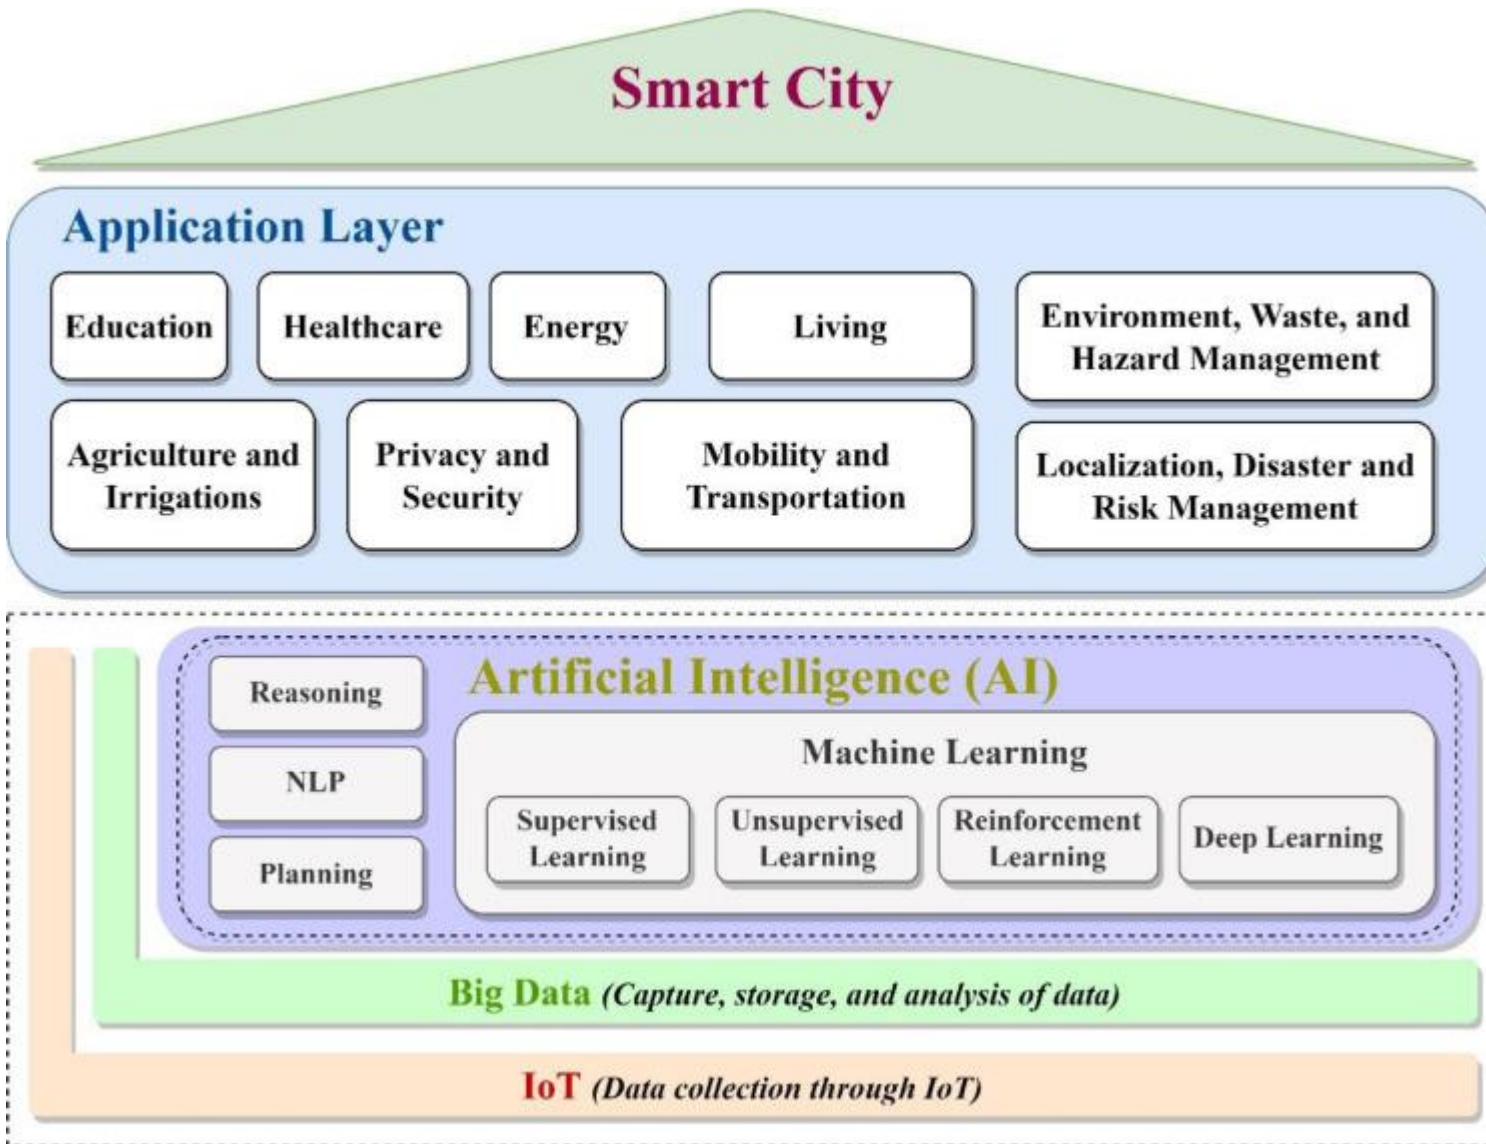 Smart City
Application Layer
Education
Healthcare
Energy
Living
Environment, Waste, and
Hazard Management
Agriculture and
Irrigations
Privacy and
Security
Mobility and
Transportation
Localization, Disaster and
Risk Management
Artificial Intelligence (AI)
Reasoning
NLP
Planning
Machine Learning
Supervised
Learning
Unsupervised
Learning
Reinforcement
Learning
Deep Learning
Big Data (Capture, storage, and analysis of data)
IoT (Data collection through IoT)